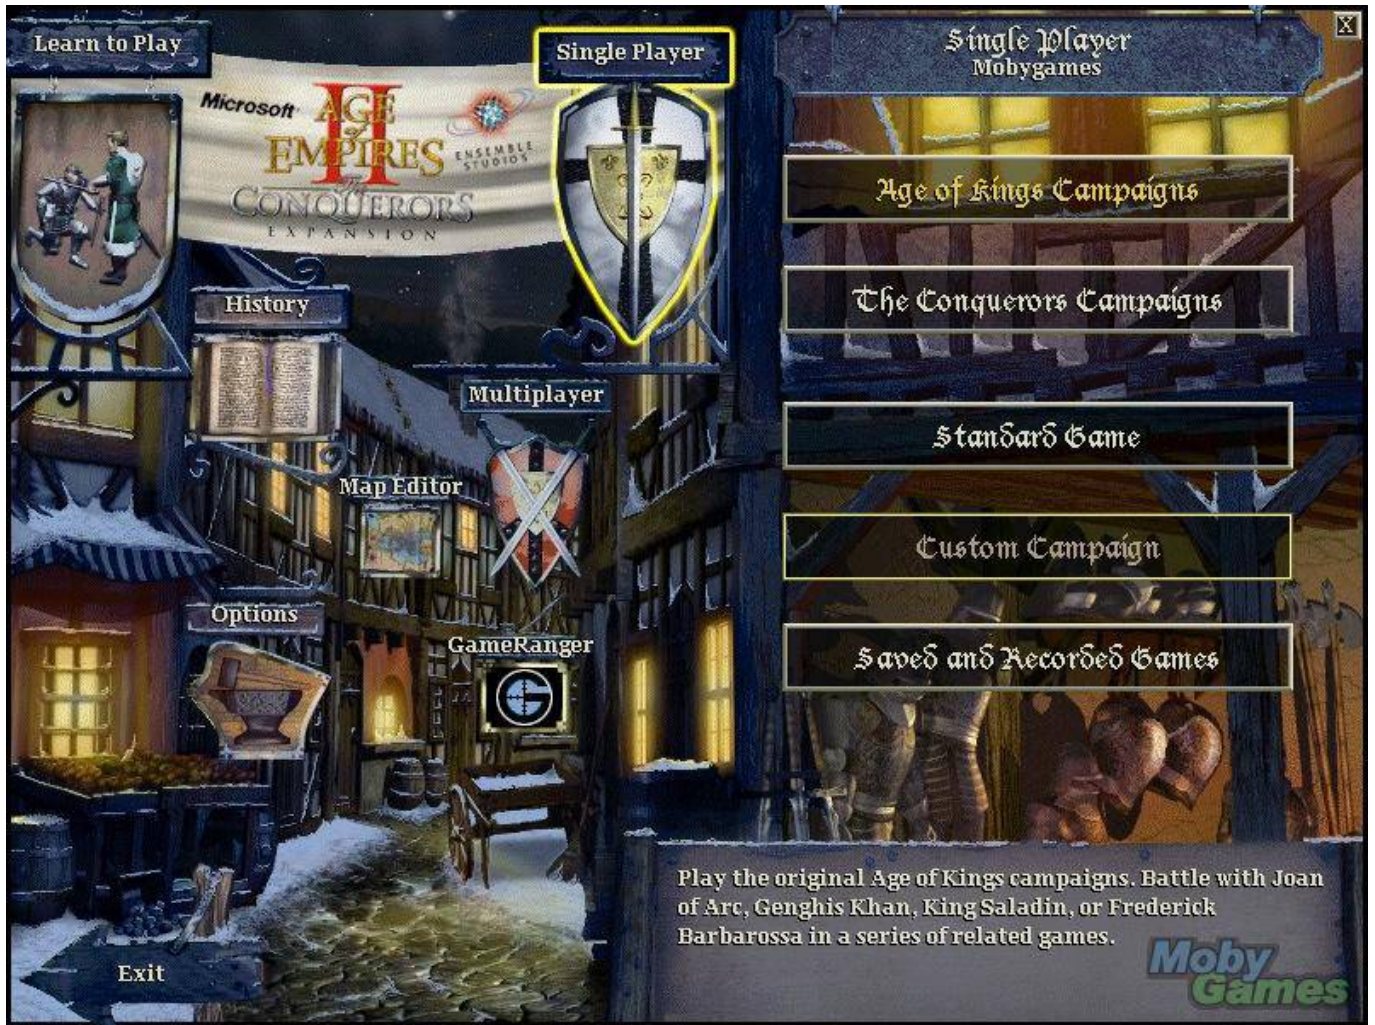 Learn to Play
Microsoft
AGE
of
II
EMPIRES
The
CONQUERORS
EXPANSION
ENSEMBLE
STUDIOS
Single Player
Single Player
Mobygames
X
Age of Kings Campaigns
The Conquerors Campaigns
Standard Game
Custom Campaign
Saved and Recorded Games
History
Multiplayer
Map Editor
Options
GameRanger
G
Exit
Play the original Age of Kings campaigns. Battle with Joan
of Arc, Genghis Khan, King Saladin, or Frederick
Barbarossa in a series of related games.
Moby
Games